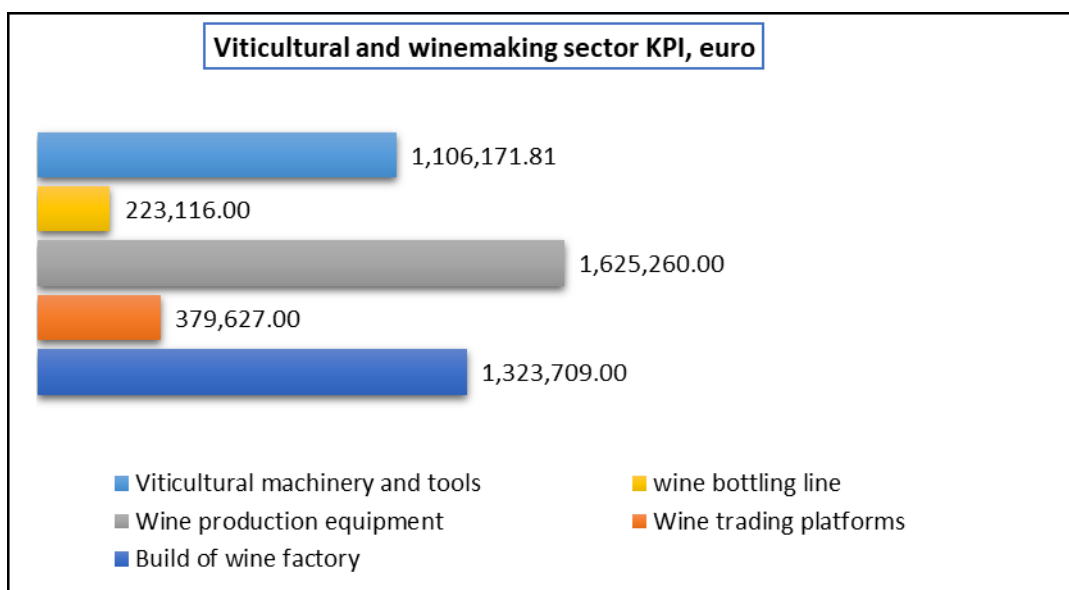 Viticultural and winemaking sector KPI, euro
1,106,171.81
223,116.00
1,625,260.00
379,627.00
1,323,709.00
Viticultural machinery and tools
wine bottling line
Wine production equipment
Wine trading platforms
Build of wine factory